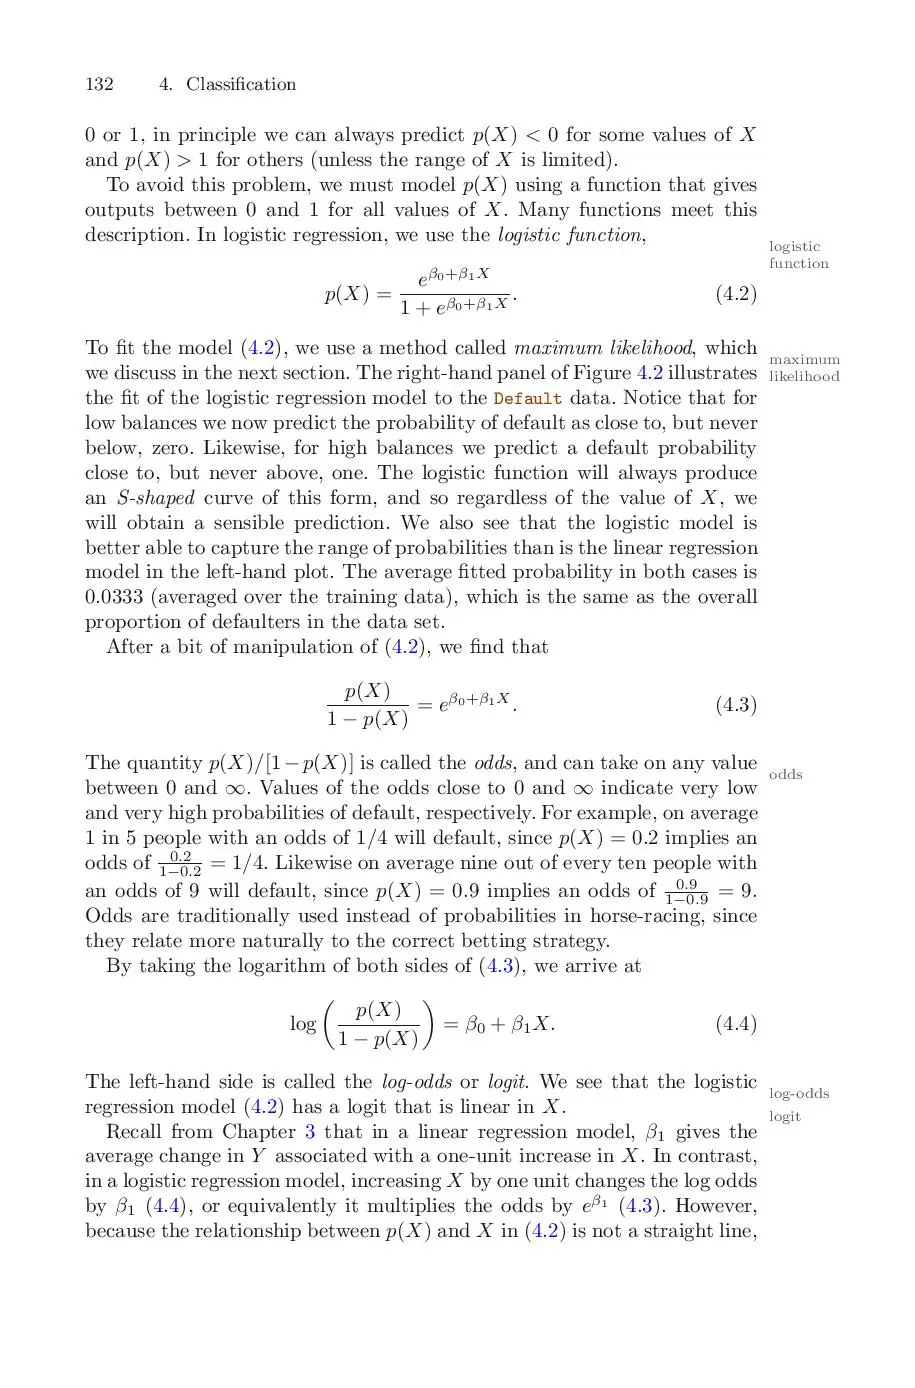 132 4. Classification
0 or 1, in principle we can always predict p(X) < 0 for some values of X
and p(X) > 1 for others (unless the range of X is limited).
To avoid this problem, we must model p(X) using a function that gives
outputs between 0 and 1 for all values of X. Many functions meet this
description. In logistic regression, we use the logistic function,
logistic
function
p(X) = e^{β₀+β₁X} / (1 + e^{β₀+β₁X}). (4.2)
To fit the model (4.2), we use a method called maximum likelihood, which
maximum
likelihood
we discuss in the next section. The right-hand panel of Figure 4.2 illustrates
the fit of the logistic regression model to the Default data. Notice that for
low balances we now predict the probability of default as close to, but never
below, zero. Likewise, for high balances we predict a default probability
close to, but never above, one. The logistic function will always produce
an S-shaped curve of this form, and so regardless of the value of X, we
will obtain a sensible prediction. We also see that the logistic model is
better able to capture the range of probabilities than is the linear regression
model in the left-hand plot. The average fitted probability in both cases is
0.0333 (averaged over the training data), which is the same as the overall
proportion of defaulters in the data set.
After a bit of manipulation of (4.2), we find that
p(X) / (1 − p(X)) = e^{β₀+β₁X}. (4.3)
The quantity p(X)/[1−p(X)] is called the odds, and can take on any value
odds
between 0 and ∞. Values of the odds close to 0 and ∞ indicate very low
and very high probabilities of default, respectively. For example, on average
1 in 5 people with an odds of 1/4 will default, since p(X) = 0.2 implies an
odds of 0.2/(1−0.2) = 1/4. Likewise on average nine out of every ten people with
an odds of 9 will default, since p(X) = 0.9 implies an odds of 0.9/(1−0.9) = 9.
Odds are traditionally used instead of probabilities in horse-racing, since
they relate more naturally to the correct betting strategy.
By taking the logarithm of both sides of (4.3), we arrive at
log (p(X) / (1 − p(X))) = β₀ + β₁X. (4.4)
The left-hand side is called the log-odds or logit. We see that the logistic
log-odds
regression model (4.2) has a logit that is linear in X.
logit
Recall from Chapter 3 that in a linear regression model, β₁ gives the
average change in Y associated with a one-unit increase in X. In contrast,
in a logistic regression model, increasing X by one unit changes the log odds
by β₁ (4.4), or equivalently it multiplies the odds by e^{β₁} (4.3). However,
because the relationship between p(X) and X in (4.2) is not a straight line,